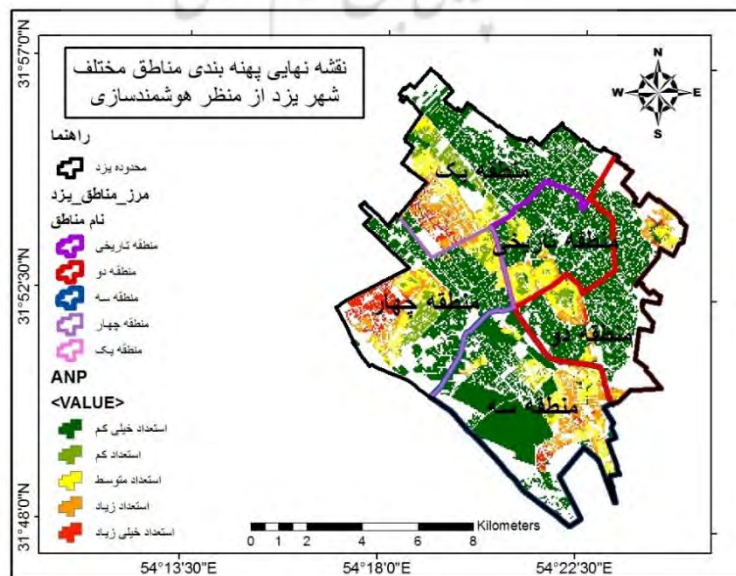 نقشه نهایی پهنه بندی مناطق مختلف
شهر یزد از منظر هوشمندسازی
N
W E
S
راهنما
محدوده یزد
مرز_مناطق_یزد
نام مناطق
منطقه تاریخی
منطقه دو
منطقه سه
منطقه چهار
منطقه یک
ANP
<VALUE>
استعداد خیلی کم
استعداد کم
استعداد متوسط
استعداد زیاد
استعداد خیلی زیاد
منطقه یک
منطقه تاریخی
منطقه چهار
منطقه دو
منطقه سه
Kilometers
0 1 2 4 6 8
31°57'0"N
31°52'30"N
31°48'0"N
54°13'30"E
54°18'0"E
54°22'30"E